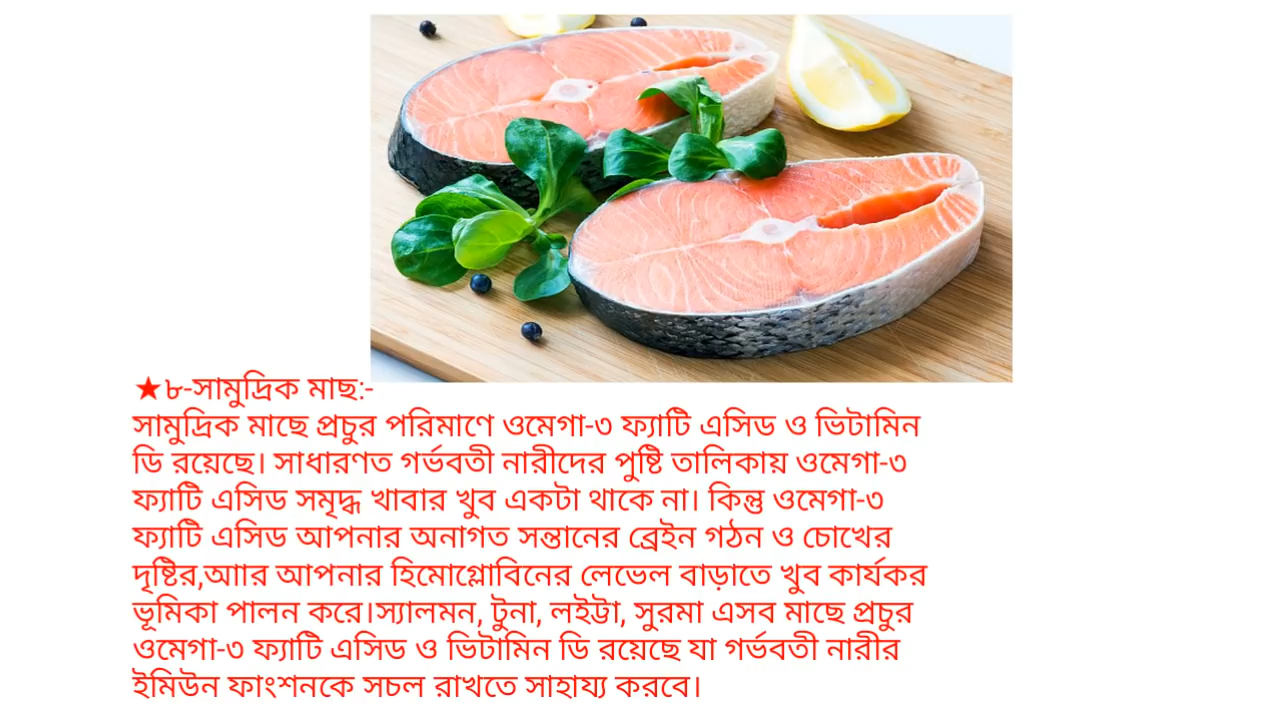 ★৮-সামুদ্রিক মাছ:-
সামুদ্রিক মাছে প্রচুর পরিমাণে ওমেগা-৩ ফ্যাটি এসিড ও ভিটামিন
ডি রয়েছে। সাধারণত গর্ভবতী নারীদের পুষ্টি তালিকায় ওমেগা-৩
ফ্যাটি এসিড সমৃদ্ধ খাবার খুব একটা থাকে না। কিন্তু ওমেগা-৩
ফ্যাটি এসিড আপনার অনাগত সন্তানের ব্রেইন গঠন ও চোখের
দৃষ্টির,আার আপনার হিমোগ্লোবিনের লেভেল বাড়াতে খুব কার্যকর
ভূমিকা পালন করে।স্যালমন, টুনা, লইট্টা, সুরমা এসব মাছে প্রচুর
ওমেগা-৩ ফ্যাটি এসিড ও ভিটামিন ডি রয়েছে যা গর্ভবতী নারীর
ইমিউন ফাংশনকে সচল রাখতে সাহায্য করবে।